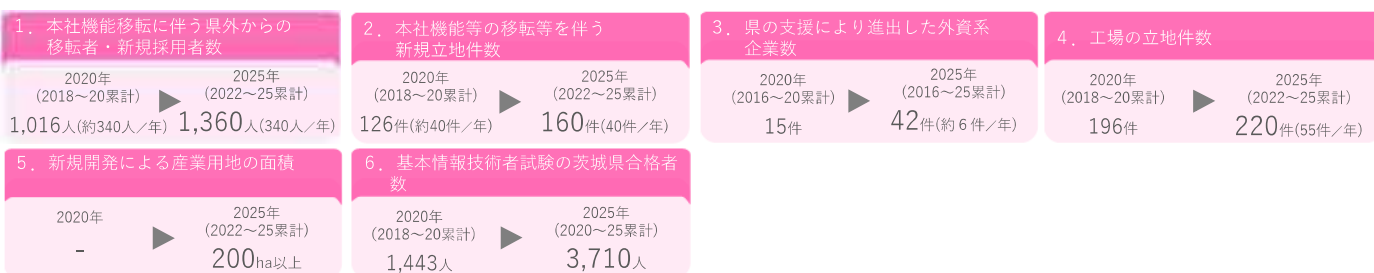 1．本社機能移転に伴う県外からの
移転者・新規採用者数
2020年
(2018～20累計)
1,016人(約340人／年)
2025年
(2022～25累計)
1,360人(340人／年)
2．本社機能等の移転等を伴う
新規立地件数
2020年
(2018～20累計)
126件(約40件／年)
2025年
(2022～25累計)
160件(40件／年)
3．県の支援により進出した外資系
企業数
2020年
(2016～20累計)
15件
2025年
(2016～25累計)
42件(約６件／年)
4．工場の立地件数
2020年
(2018～20累計)
196件
2025年
(2022～25累計)
220件(55件／年)
5．新規開発による産業用地の面積
2020年
-
2025年
(2022～25累計)
200ha以上
6．基本情報技術者試験の茨城県合格者
数
2020年
(2018～20累計)
1,443人
2025年
(2020～25累計)
3,710人